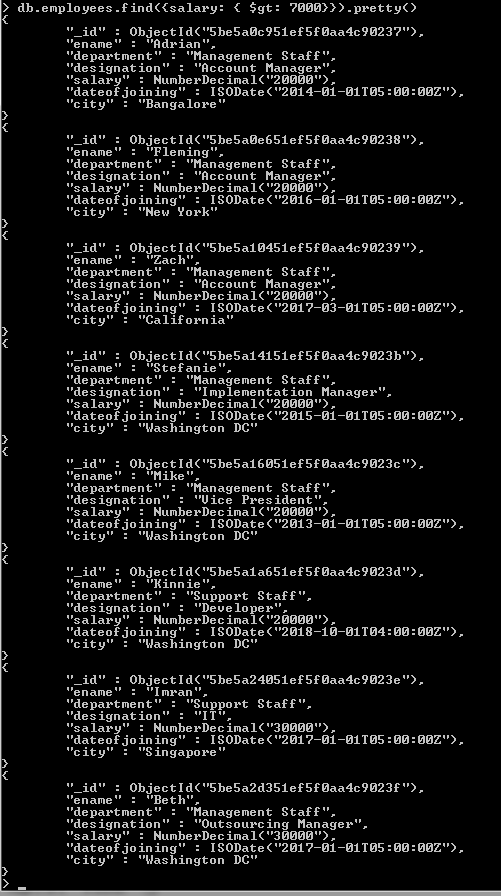 > db.employees.find({salary: { $gt: 7000}}).pretty()
{
        "_id" : ObjectId("5be5a0c951ef5f0aa4c90237"),
        "ename" : "Adrian",
        "department" : "Management Staff",
        "designation" : "Account Manager",
        "salary" : NumberDecimal("20000"),
        "dateofjoining" : ISODate("2014-01-01T05:00:00Z"),
        "city" : "Bangalore"
}
{
        "_id" : ObjectId("5be5a0e651ef5f0aa4c90238"),
        "ename" : "Fleming",
        "department" : "Management Staff",
        "designation" : "Account Manager",
        "salary" : NumberDecimal("20000"),
        "dateofjoining" : ISODate("2016-01-01T05:00:00Z"),
        "city" : "New York"
}
{
        "_id" : ObjectId("5be5a10451ef5f0aa4c90239"),
        "ename" : "Zach",
        "department" : "Management Staff",
        "designation" : "Account Manager",
        "salary" : NumberDecimal("20000"),
        "dateofjoining" : ISODate("2017-03-01T05:00:00Z"),
        "city" : "California"
}
{
        "_id" : ObjectId("5be5a14151ef5f0aa4c9023b"),
        "ename" : "Stefanie",
        "department" : "Management Staff",
        "designation" : "Implementation Manager",
        "salary" : NumberDecimal("20000"),
        "dateofjoining" : ISODate("2015-01-01T05:00:00Z"),
        "city" : "Washington DC"
}
{
        "_id" : ObjectId("5be5a16051ef5f0aa4c9023c"),
        "ename" : "Mike",
        "department" : "Management Staff",
        "designation" : "Vice President",
        "salary" : NumberDecimal("20000"),
        "dateofjoining" : ISODate("2013-01-01T05:00:00Z"),
        "city" : "Washington DC"
}
{
        "_id" : ObjectId("5be5a1a651ef5f0aa4c9023d"),
        "ename" : "Kinnie",
        "department" : "Support Staff",
        "designation" : "Developer",
        "salary" : NumberDecimal("20000"),
        "dateofjoining" : ISODate("2018-10-01T04:00:00Z"),
        "city" : "Washington DC"
}
{
        "_id" : ObjectId("5be5a24051ef5f0aa4c9023e"),
        "ename" : "Imran",
        "department" : "Support Staff",
        "designation" : "IT",
        "salary" : NumberDecimal("30000"),
        "dateofjoining" : ISODate("2017-01-01T05:00:00Z"),
        "city" : "Singapore"
}
{
        "_id" : ObjectId("5be5a2d351ef5f0aa4c9023f"),
        "ename" : "Beth",
        "department" : "Management Staff",
        "designation" : "Outsourcing Manager",
        "salary" : NumberDecimal("30000"),
        "dateofjoining" : ISODate("2017-01-01T05:00:00Z"),
        "city" : "Washington DC"
}
> _